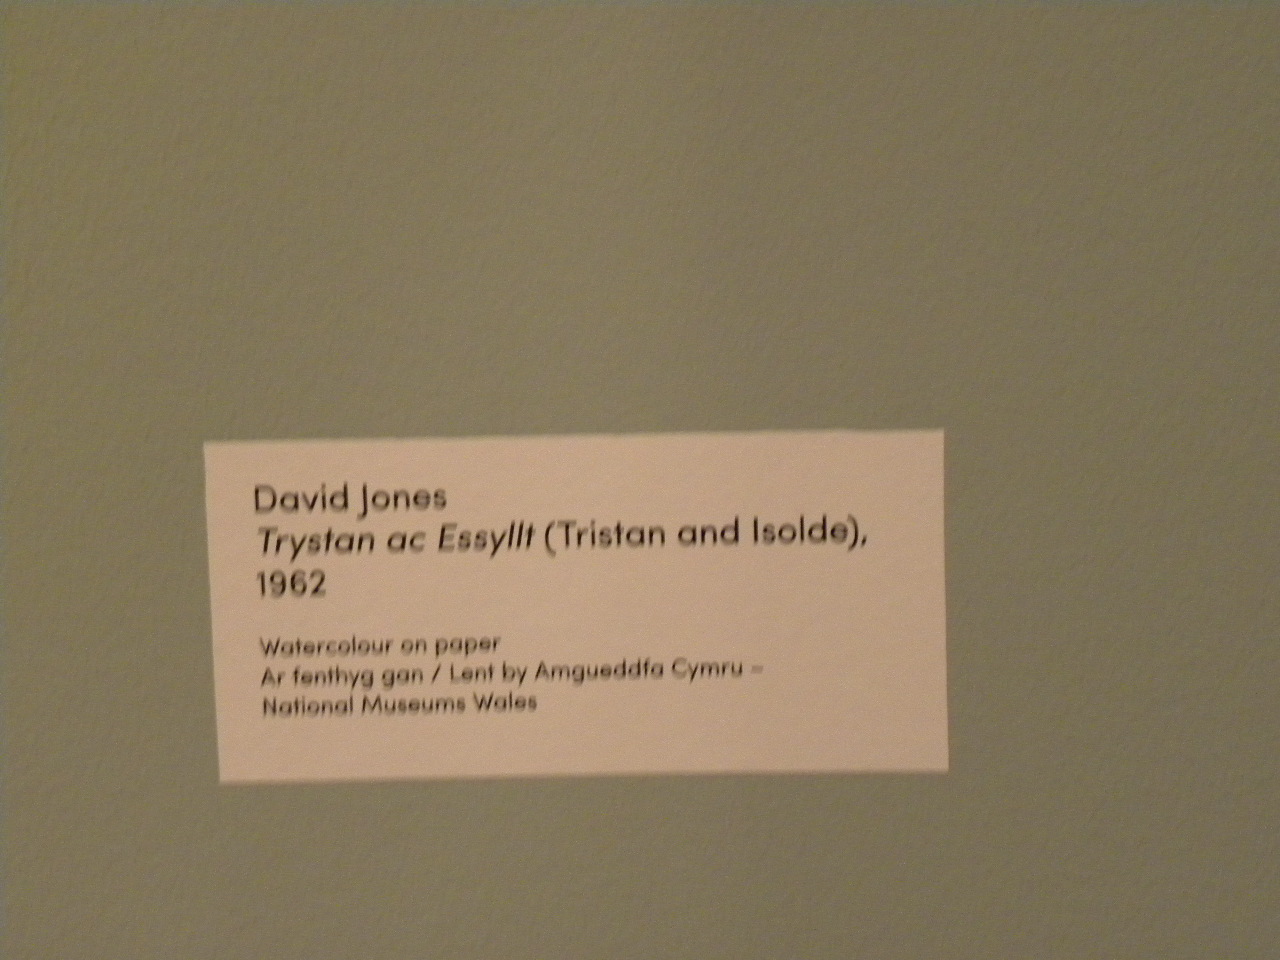 David Jones
Trystan ac Essyllt (Tristan and Isolde),
1962
Watercolour on paper
Ar fenthyg gan / Lent by Amgueddfa Cymru –
National Museums Wales